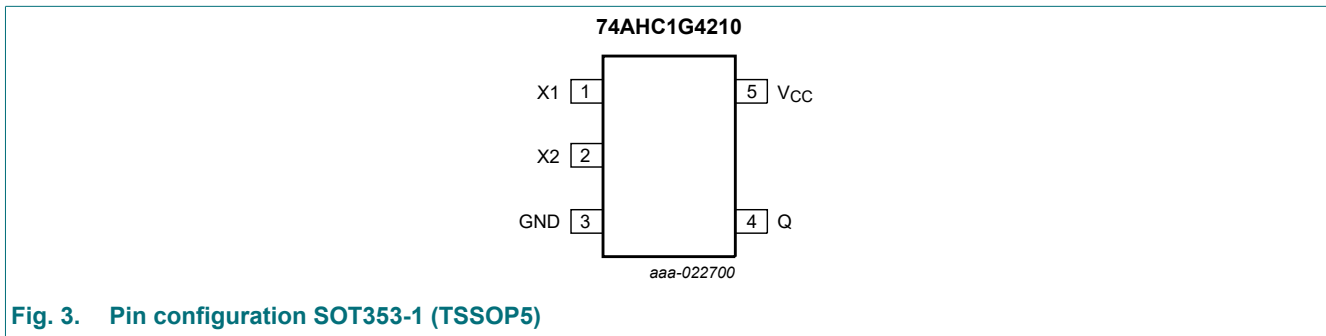 74AHC1G4210
X1 1
5 VCC
X2 2
GND 3
4 Q
aaa-022700
Fig. 3. Pin configuration SOT353-1 (TSSOP5)